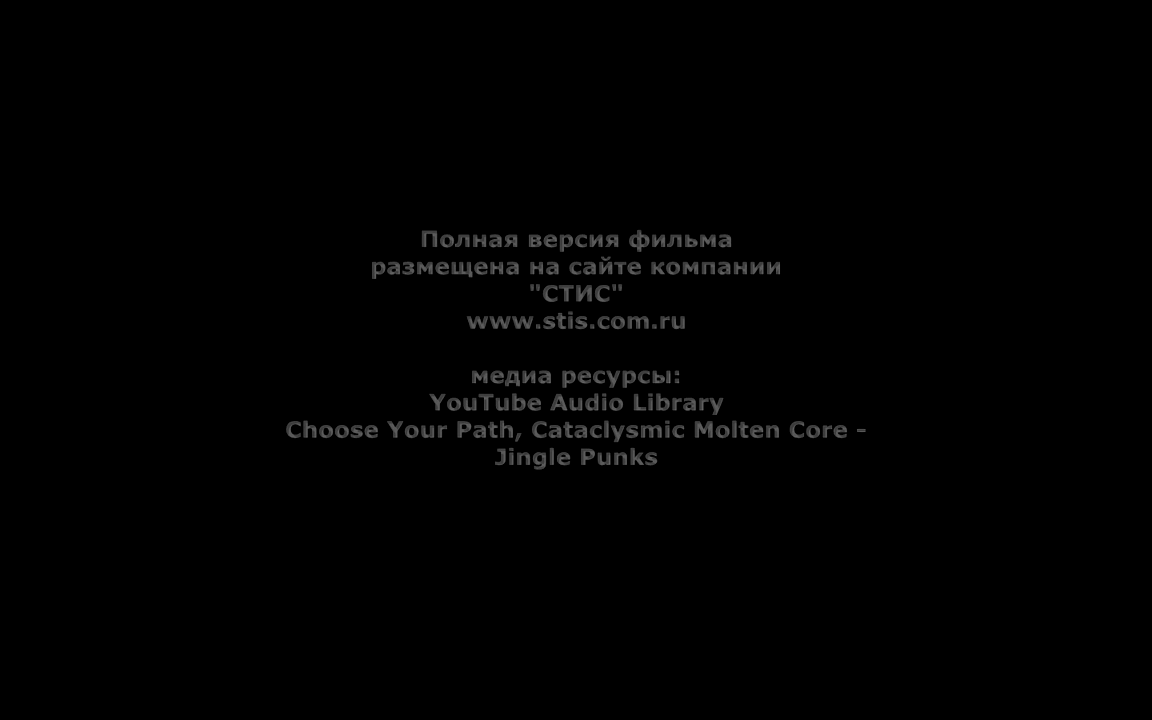 Полная версия фильма
размещена на сайте компании
"СТИС"
www.stis.com.ru
медиа ресурсы:
YouTube Audio Library
Choose Your Path, Cataclysmic Molten Core -
Jingle Punks